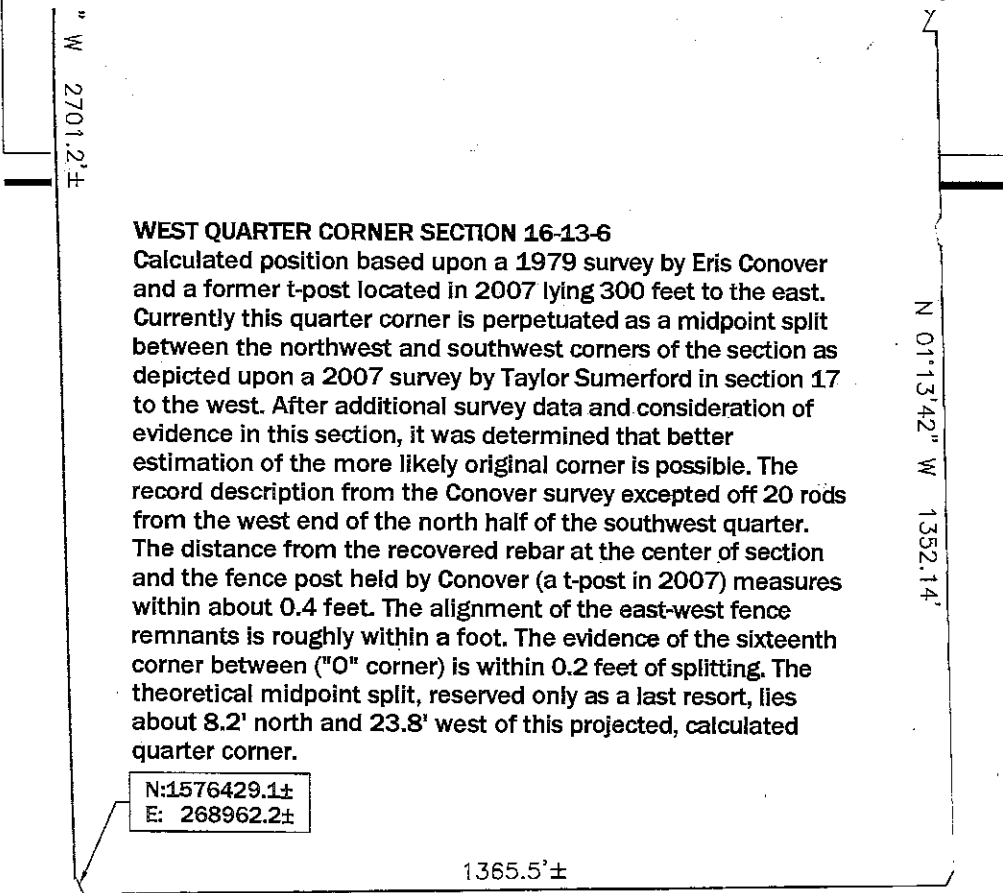 " W 2701.2'±
WEST QUARTER CORNER SECTION 16-13-6
Calculated position based upon a 1979 survey by Eris Conover
and a former t-post located in 2007 lying 300 feet to the east.
Currently this quarter corner is perpetuated as a midpoint split
between the northwest and southwest corners of the section as
depicted upon a 2007 survey by Taylor Sumerford in section 17
to the west. After additional survey data and consideration of
evidence in this section, it was determined that better
estimation of the more likely original corner is possible. The
record description from the Conover survey excepted off 20 rods
from the west end of the north half of the southwest quarter.
The distance from the recovered rebar at the center of section
and the fence post held by Conover (a t-post in 2007) measures
within about 0.4 feet. The alignment of the east-west fence
remnants is roughly within a foot. The evidence of the sixteenth
corner between ("O" corner) is within 0.2 feet of splitting. The
theoretical midpoint split, reserved only as a last resort, lies
about 8.2' north and 23.8' west of this projected, calculated
quarter corner.
N 01°13'42" W 1352.14'
N:1576429.1±
E: 268962.2±
1365.5'±